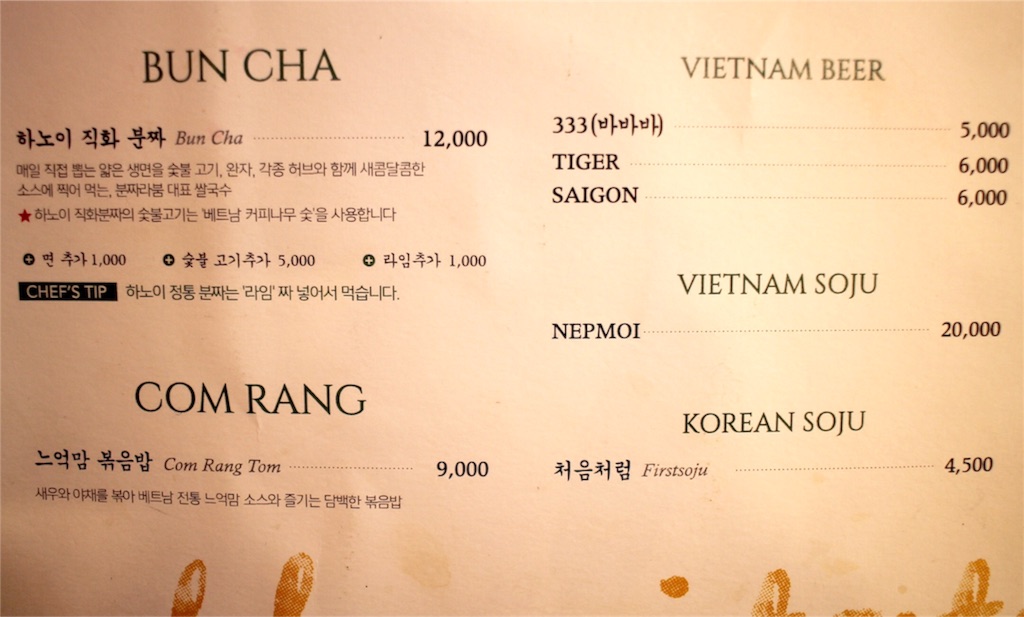 BUN CHA
하노이 직화 분짜 Bun Cha 12,000
매일 직접 뽑는 얇은 생면을 숯불 고기, 완자, 각종 허브와 함께 새콤달콤한
소스에 찍어 먹는, 분짜라붐 대표 쌀국수
★하노이 직화분짜의 숯불고기는 '베트남 커피나무 숯'을 사용합니다
면 추가 1,000 숯불 고기추가 5,000 라임추가 1,000
CHEF'S TIP 하노이 정통 분짜는 '라임' 짜 넣어서 먹습니다.
COM RANG
느억맘 볶음밥 Com Rang Tom 9,000
새우와 야채를 볶아 베트남 전통 느억맘 소스와 즐기는 담백한 볶음밥
VIETNAM BEER
333(바바바) 5,000
TIGER 6,000
SAIGON 6,000
VIETNAM SOJU
NEPMOI 20,000
KOREAN SOJU
처음처럼 Firstsoju 4,500